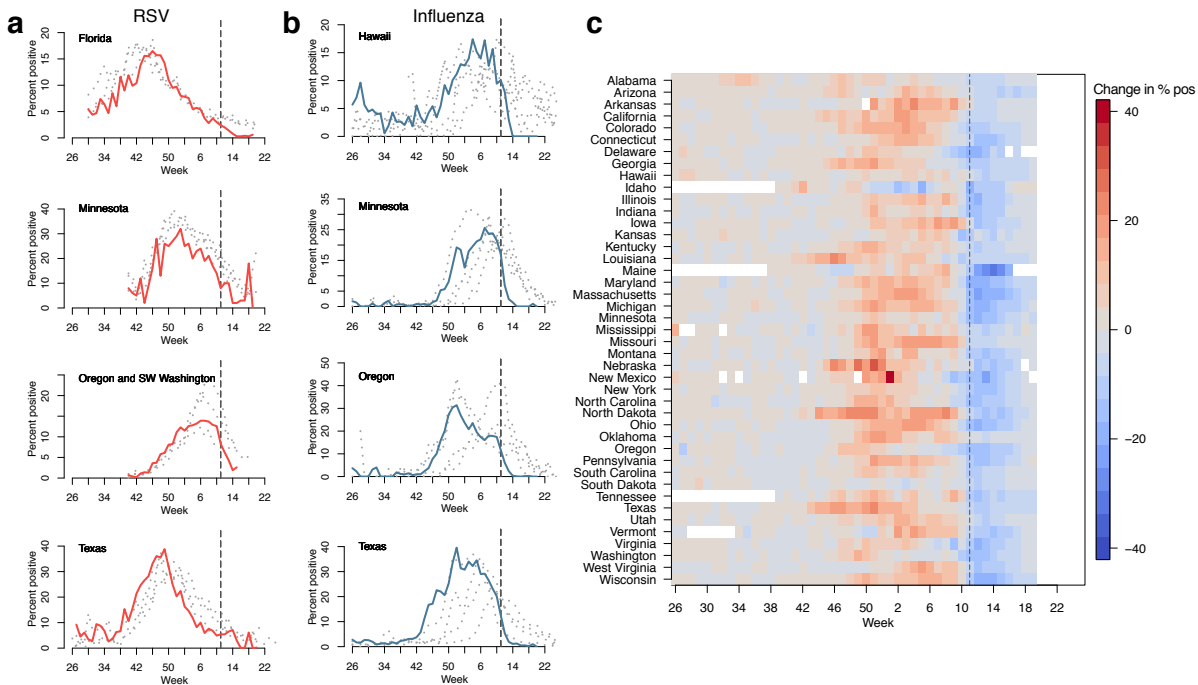 a
RSV
Florida
Percent positive
0 5 10 15 20
26 34 42 50 6 14 22
Week
Minnesota
Percent positive
0 10 20 30 40
26 34 42 50 6 14 22
Week
Oregon and SW Washington
Percent positive
0 5 10 20
26 34 42 50 6 14 22
Week
Texas
Percent positive
0 10 20 30 40
26 34 42 50 6 14 22
Week
b
Influenza
Hawaii
Percent positive
0 5 10 15 20
26 34 42 50 6 14 22
Week
Minnesota
Percent positive
0 5 15 25 35
26 34 42 50 6 14 22
Week
Oregon
Percent positive
0 10 20 30 40 50
26 34 42 50 6 14 22
Week
Texas
Percent positive
0 10 20 30 40
26 34 42 50 6 14 22
Week
c
Alabama
Arizona
Arkansas
California
Colorado
Connecticut
Delaware
Georgia
Hawaii
Idaho
Illinois
Indiana
Iowa
Kansas
Kentucky
Louisiana
Maine
Maryland
Massachusetts
Michigan
Minnesota
Mississippi
Missouri
Montana
Nebraska
New Mexico
New York
North Carolina
North Dakota
Ohio
Oklahoma
Oregon
Pennsylvania
South Carolina
South Dakota
Tennessee
Texas
Utah
Vermont
Virginia
Washington
West Virginia
Wisconsin
26 30 34 38 42 46 50 2 6 10 14 18 22
Week
Change in % pos
40
20
0
−20
−40